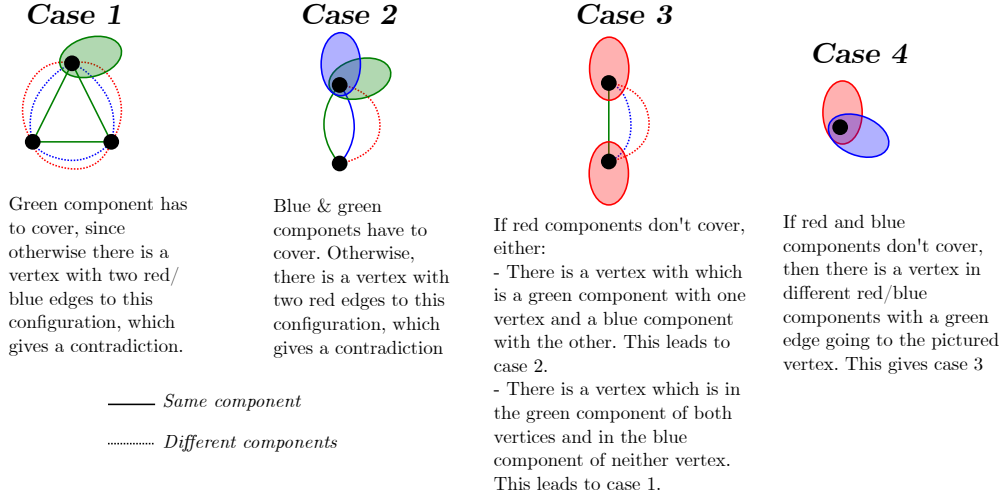 Case 1
Green component has
to cover, since
otherwise there is a
vertex with two red/
blue edges to this
configuration, which
gives a contradiction.
Case 2
Blue & green
componets have to
cover. Otherwise,
there is a vertex with
two red edges to this
configuration, which
gives a contradiction
Case 3
If red components don't cover,
either:
- There is a vertex with which
is a green component with one
vertex and a blue component
with the other. This leads to
case 2.
- There is a vertex which is in
the green component of both
vertices and in the blue
component of neither vertex.
This leads to case 1.
Case 4
If red and blue
components don't cover,
then there is a vertex in
different red/blue
components with a green
edge going to the pictured
vertex. This gives case 3
Same component
Different components